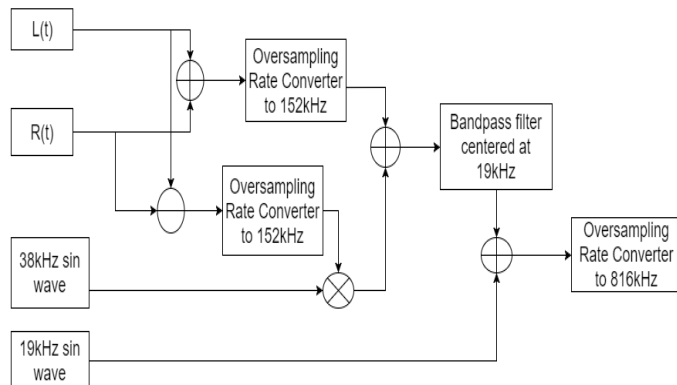 L(t)
Oversampling
Rate Converter
to 152kHz
R(t)
Bandpass filter
centered at
19kHz
Oversampling
Rate Converter
to 152kHz
Oversampling
Rate Converter
to 816kHz
38kHz sin
wave
19kHz sin
wave